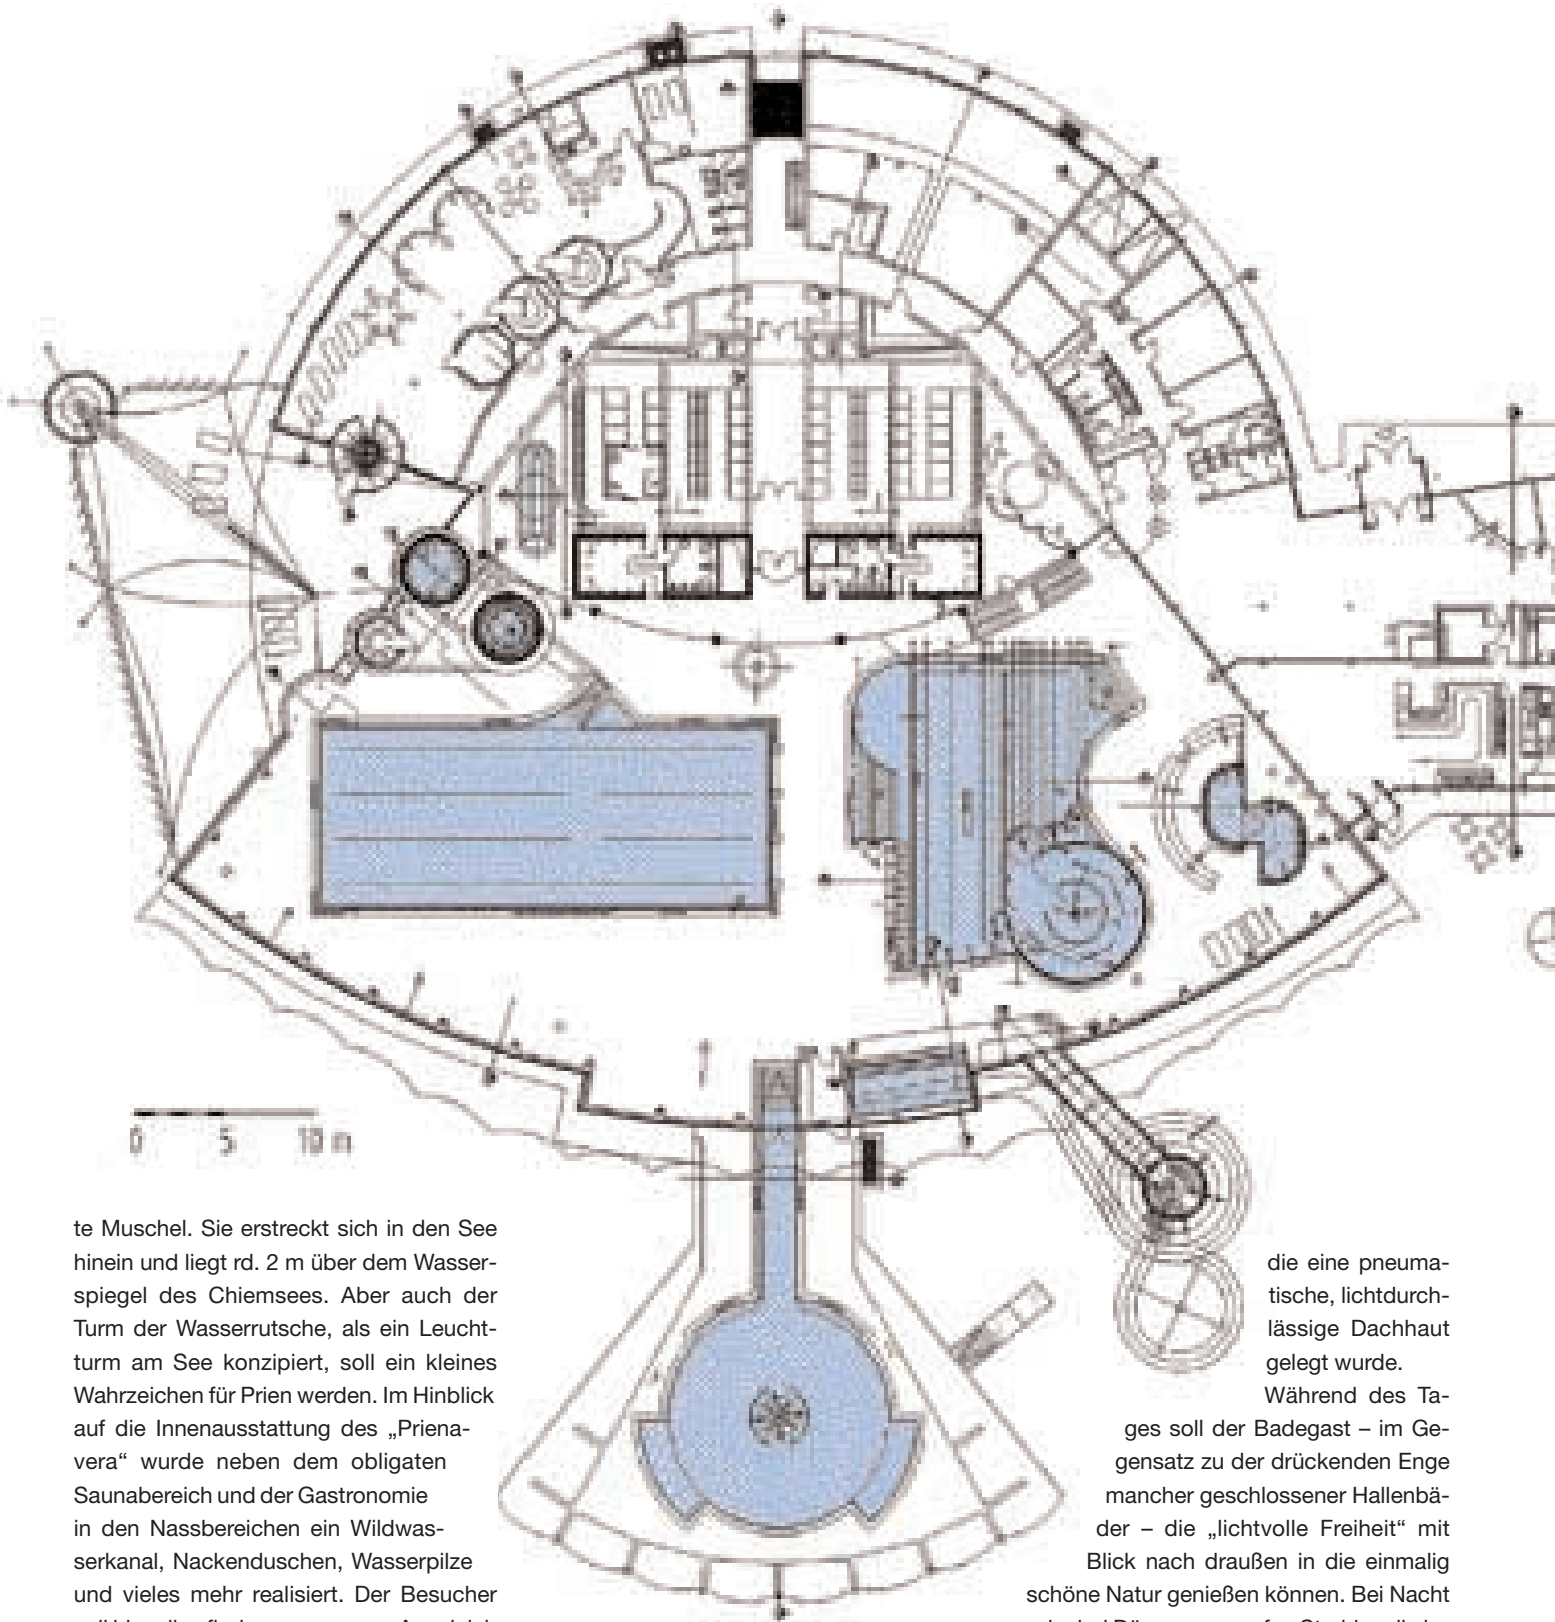 0 5 10 m
te Muschel. Sie erstreckt sich in den See
hinein und liegt rd. 2 m über dem Wasser-
spiegel des Chiemsees. Aber auch der
Turm der Wasserrutsche, als ein Leucht-
turm am See konzipiert, soll ein kleines
Wahrzeichen für Prien werden. Im Hinblick
auf die Innenausstattung des „Priena-
vera“ wurde neben dem obligaten
Saunabereich und der Gastronomie
in den Nassbereichen ein Wildwas-
serkanal, Nackenduschen, Wasserpilze
und vieles mehr realisiert. Der Besucher
die eine pneuma-
tische, lichtdurch-
lässige Dachhaut
gelegt wurde.
Während des Ta-
ges soll der Badegast – im Ge-
gensatz zu der drückenden Enge
mancher geschlossener Hallenbä-
der – die „lichtvolle Freiheit“ mit
Blick nach draußen in die einmalig
schöne Natur genießen können. Bei Nacht